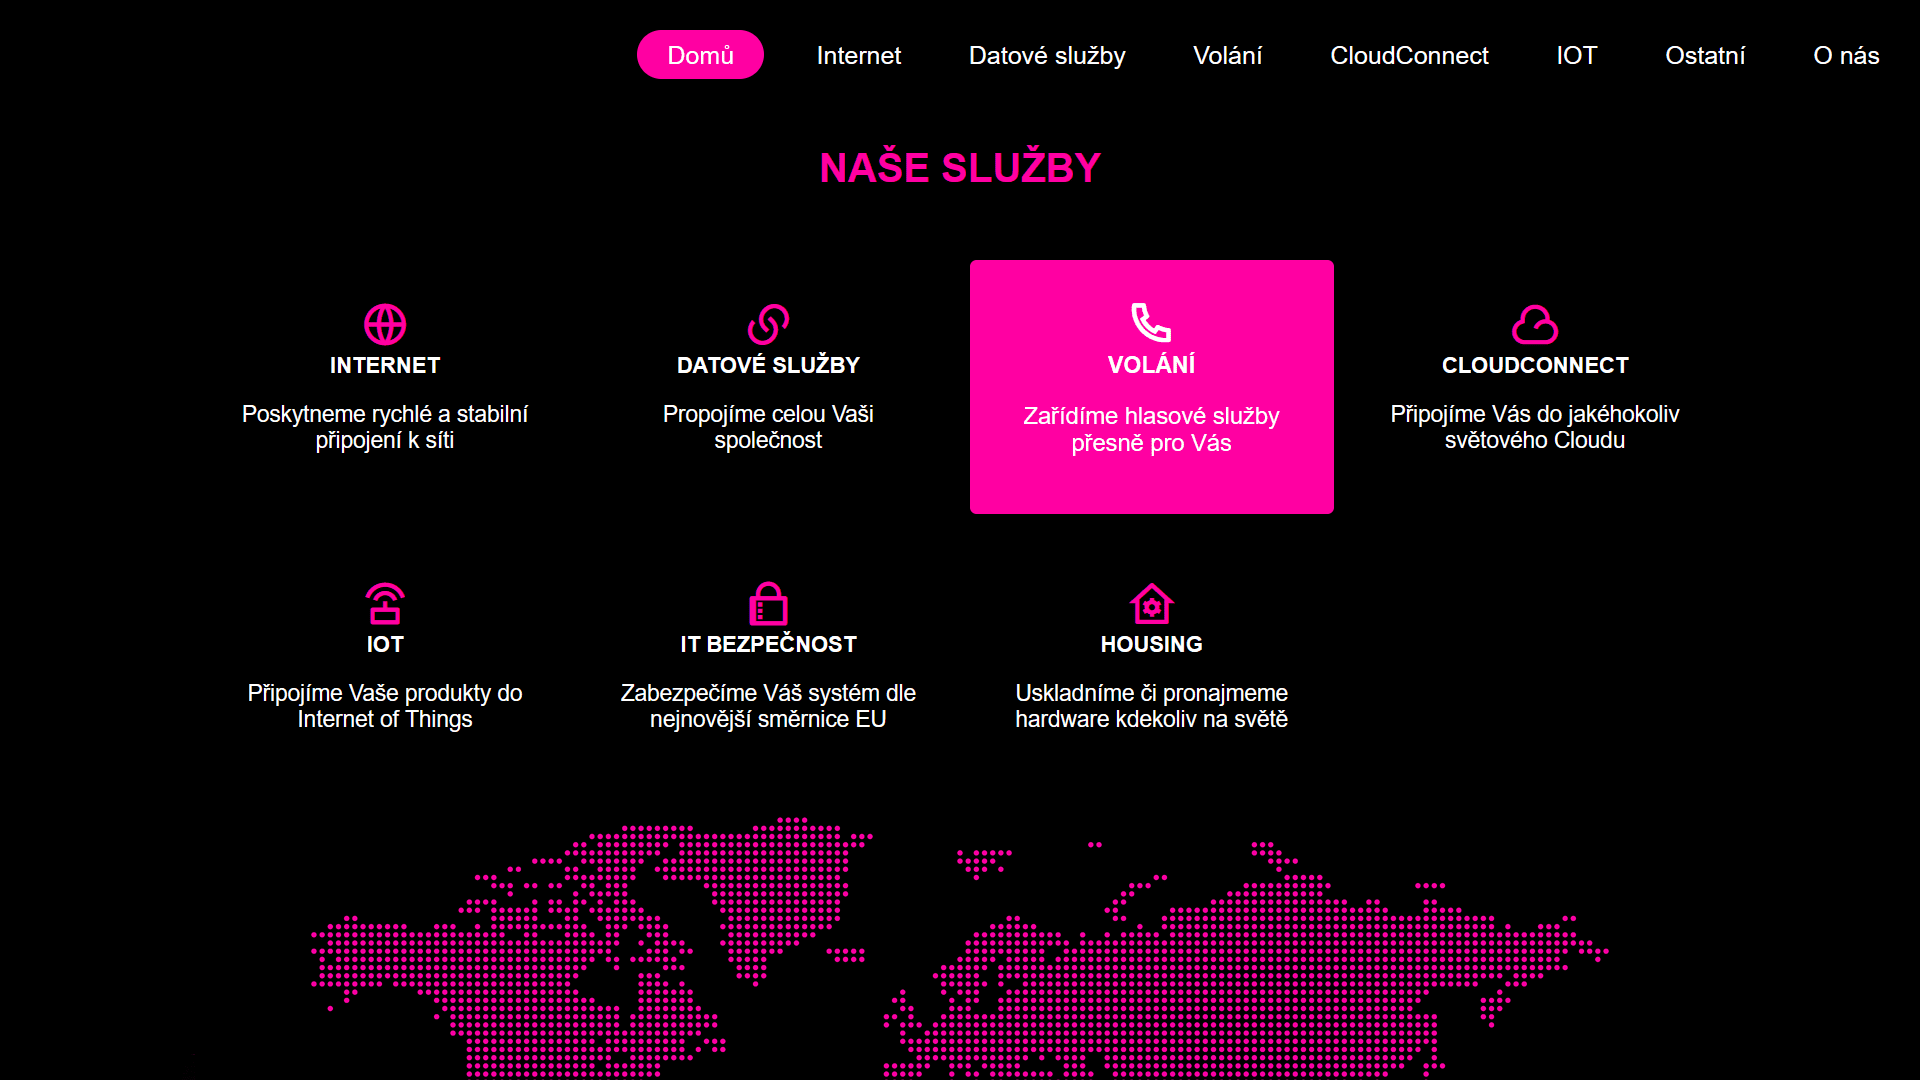 Domů Internet Datové služby Volání CloudConnect IOT Ostatní O nás
NAŠE SLUŽBY
INTERNET
Poskytneme rychlé a stabilní
připojení k síti
DATOVÉ SLUŽBY
Propojíme celou Vaši
společnost
VOLÁNÍ
Zařídíme hlasové služby
přesně pro Vás
CLOUDCONNECT
Připojíme Vás do jakéhokoliv
světového Cloudu
IOT
Připojíme Vaše produkty do
Internet of Things
IT BEZPEČNOST
Zabezpečíme Váš systém dle
nejnovější směrnice EU
HOUSING
Uskladníme či pronajmeme
hardware kdekoliv na světě